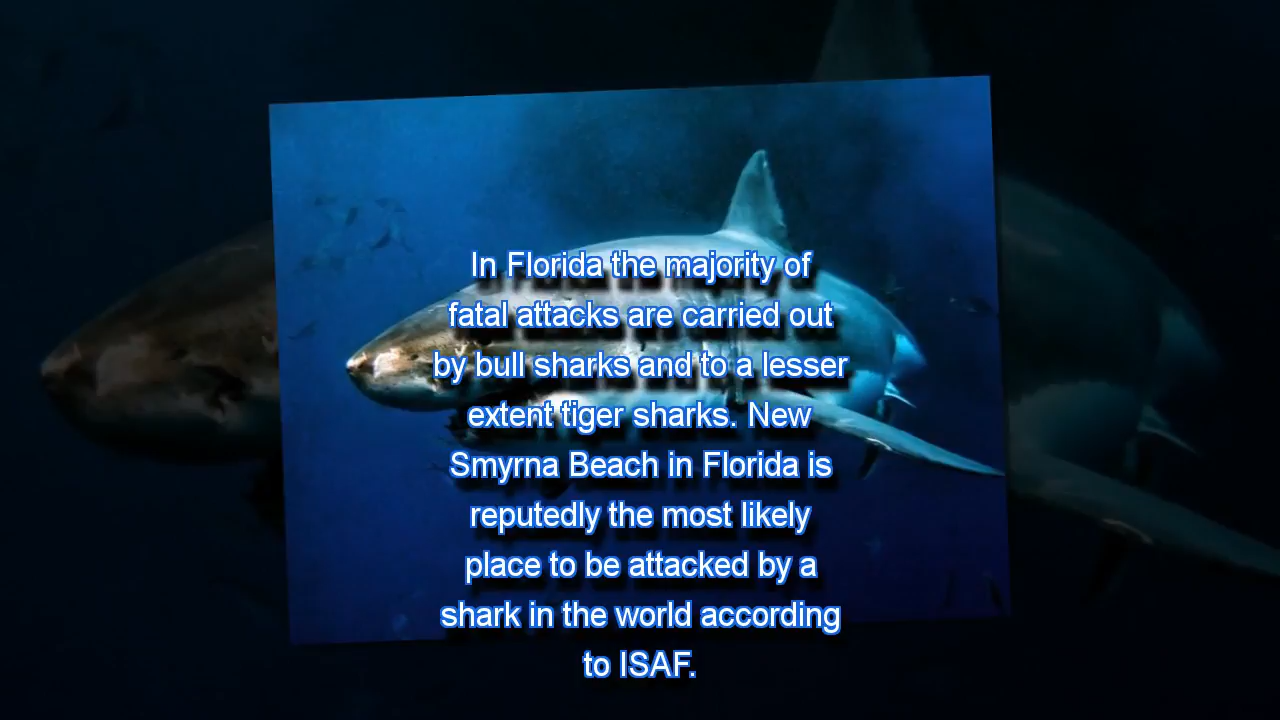 In Florida the majority of
fatal attacks are carried out
by bull sharks and to a lesser
extent tiger sharks. New
Smyrna Beach in Florida is
reputedly the most likely
place to be attacked by a
shark in the world according
to ISAF.